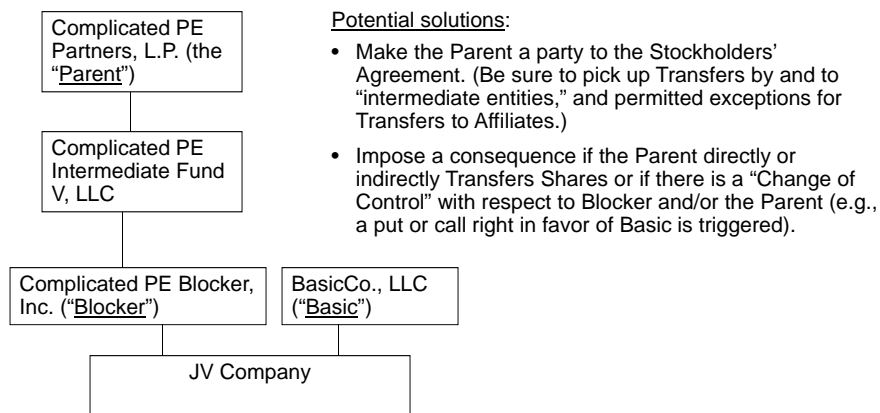 Complicated PE
Partners, L.P. (the
“Parent”)
Complicated PE
Intermediate Fund
V, LLC
Complicated PE Blocker,
Inc. (“Blocker”)
BasicCo., LLC
(“Basic”)
JV Company
Potential solutions:
• Make the Parent a party to the Stockholders’
Agreement. (Be sure to pick up Transfers by and to
“intermediate entities,” and permitted exceptions for
Transfers to Affiliates.)
• Impose a consequence if the Parent directly or
indirectly Transfers Shares or if there is a “Change of
Control” with respect to Blocker and/or the Parent (e.g.,
a put or call right in favor of Basic is triggered).